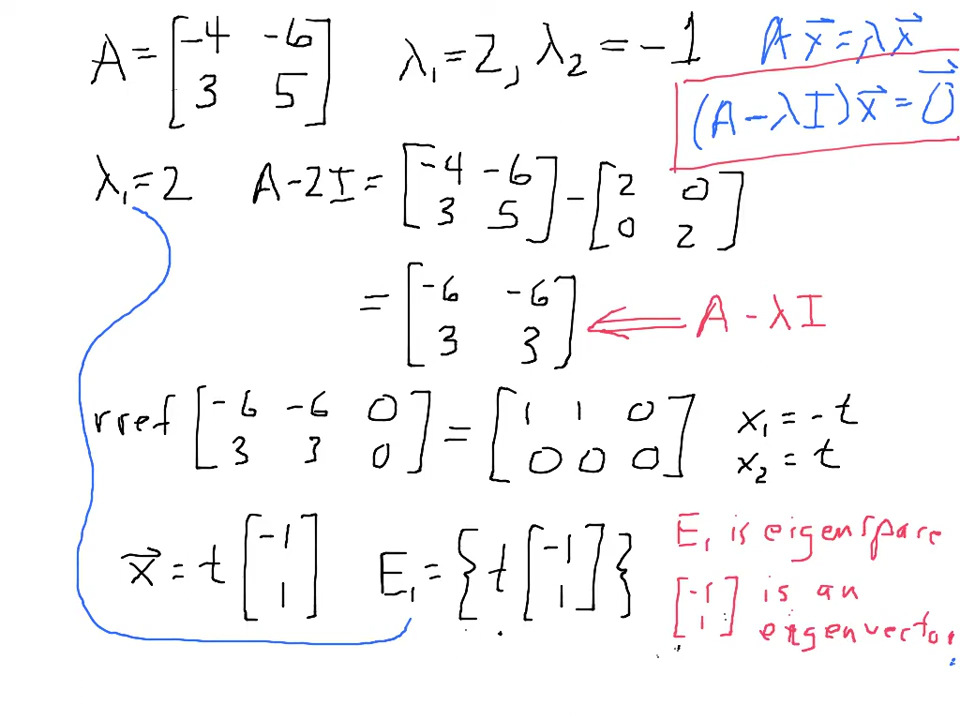 A = [-4 -6; 3 5] λ₁ = 2, λ₂ = -1 A x⃗ = λ x⃗
(A - λI) x⃗ = 0⃗
λ₁ = 2 A - 2I = [-4 -6; 3 5] - [2 0; 0 2]
= [-6 -6; 3 3] ⟸ A - λI
rref [-6 -6 0; 3 3 0] = [1 1 0; 0 0 0] x₁ = -t
x₂ = t
x⃗ = t [-1; 1] E₁ = { t [-1; 1] }
E₁ is eigenspace
[-1; 1] is an
eigenvector.